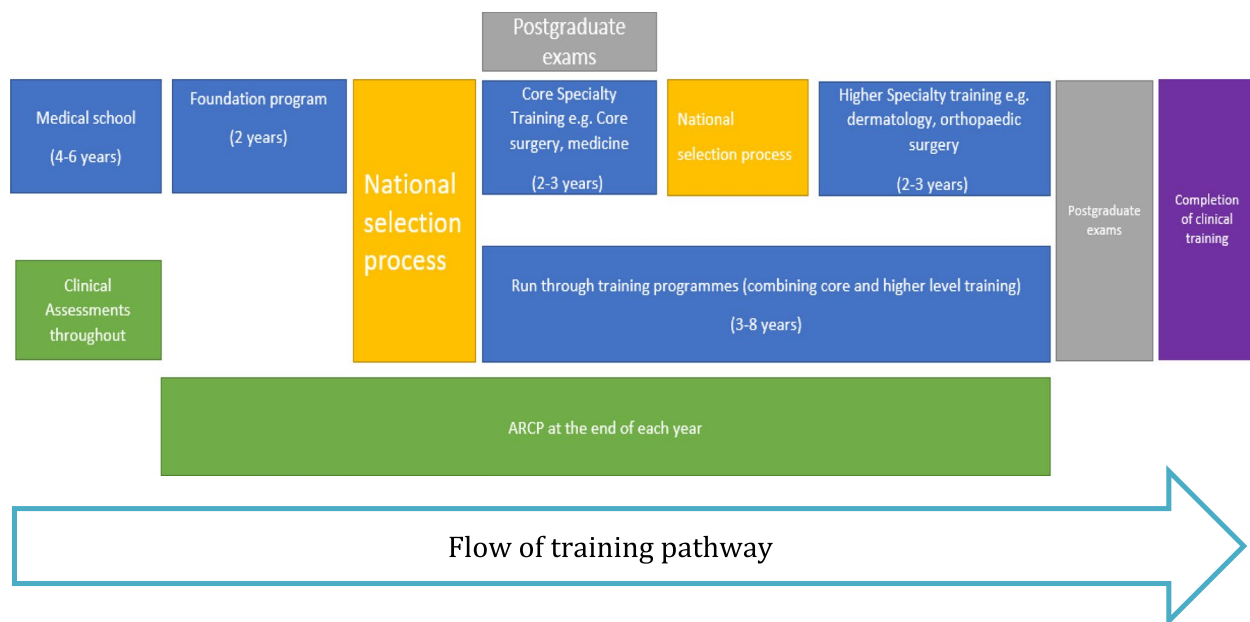 Postgraduate
exams
Medical school
(4-6 years)
Foundation program
(2 years)
National
selection
process
Core Specialty
Training e.g. Core
surgery, medicine
(2-3 years)
National
selection process
Higher Specialty training e.g.
dermatology, orthopaedic
surgery
(2-3 years)
Postgraduate
exams
Completion
of clinical
training
Clinical
Assessments
throughout
Run through training programmes (combining core and higher level training)
(3-8 years)
ARCP at the end of each year
Flow of training pathway